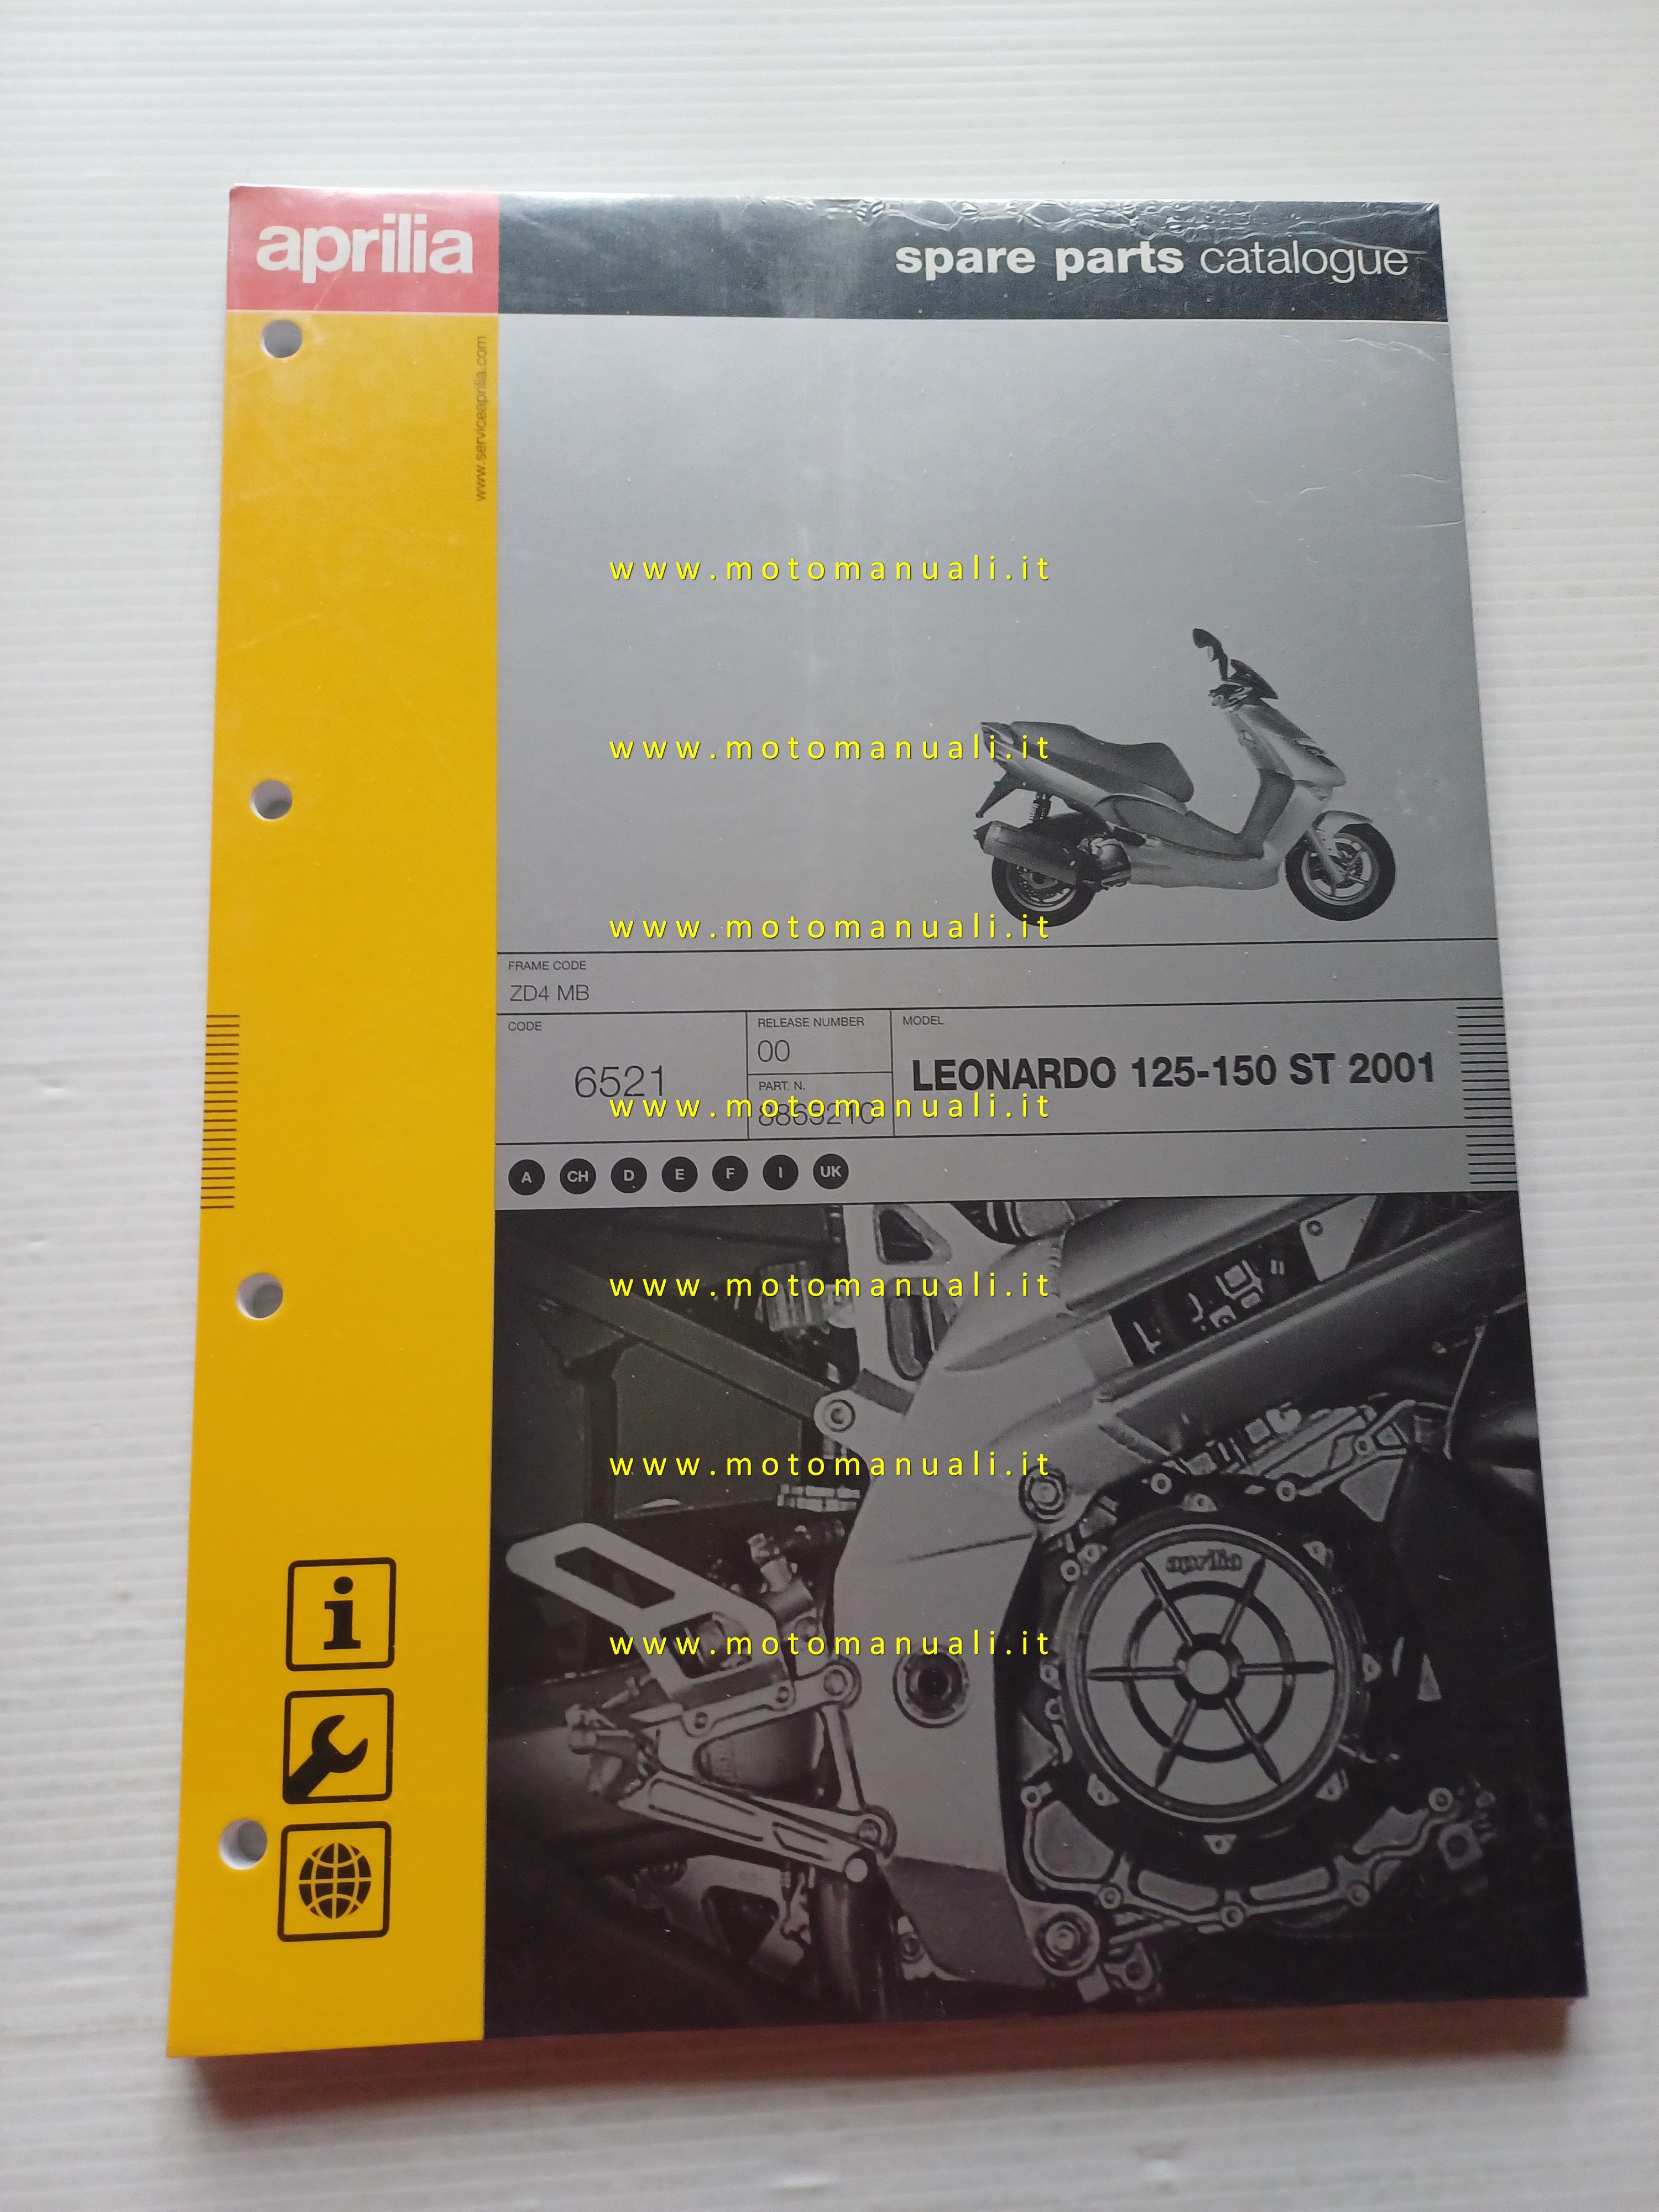 aprilia
spare parts catalogue
www.serviceaprilia.com
www.motomanuali.it
www.motomanuali.it
www.motomanuali.it
FRAME CODE
ZD4 MB
CODE
6521
RELEASE NUMBER
00
PART. N.
MODEL
LEONARDO 125-150 ST 2001
www.motomanuali.it
A CH D E F I UK
www.motomanuali.it
www.motomanuali.it
aprilia
www.motomanuali.it
i